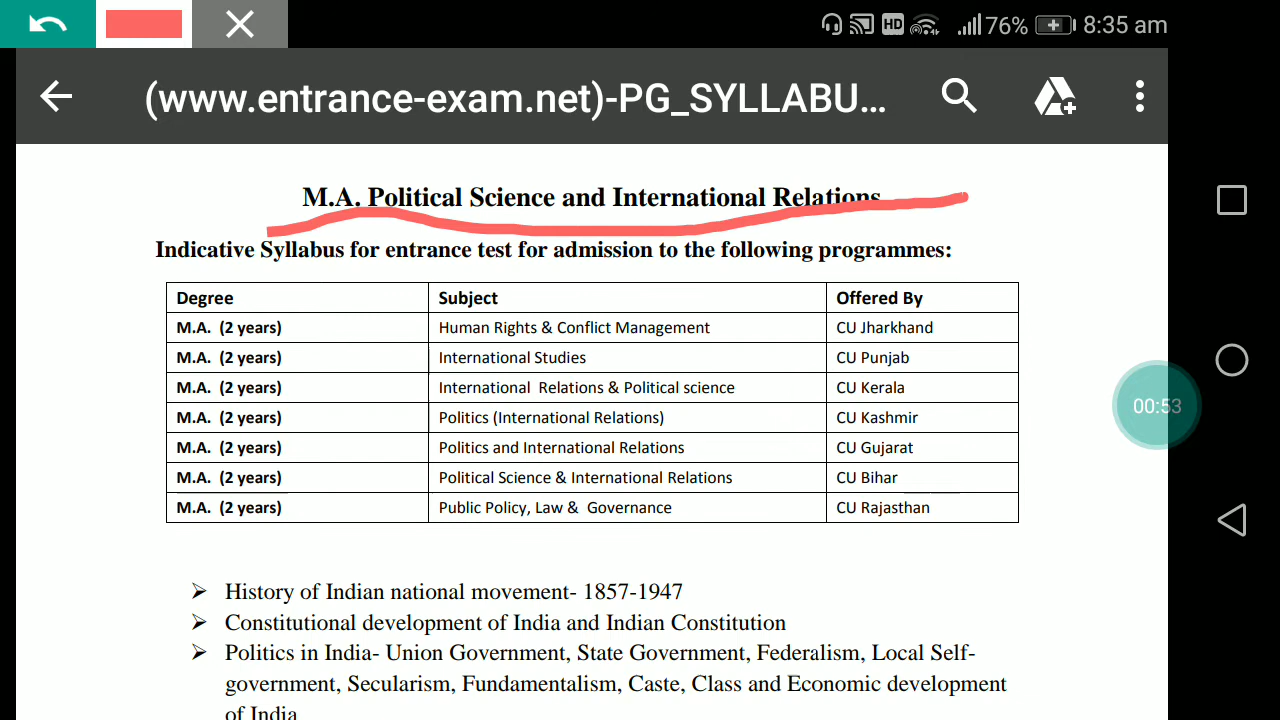 HD 76% 8:35 am
(www.entrance-exam.net)-PG_SYLLABU...
M.A. Political Science and International Relations
Indicative Syllabus for entrance test for admission to the following programmes:
Degree Subject Offered By
M.A. (2 years) Human Rights & Conflict Management CU Jharkhand
M.A. (2 years) International Studies CU Punjab
M.A. (2 years) International Relations & Political science CU Kerala
M.A. (2 years) Politics (International Relations) CU Kashmir
00:53
M.A. (2 years) Politics and International Relations CU Gujarat
M.A. (2 years) Political Science & International Relations CU Bihar
M.A. (2 years) Public Policy, Law & Governance CU Rajasthan
➢ History of Indian national movement- 1857-1947
➢ Constitutional development of India and Indian Constitution
➢ Politics in India- Union Government, State Government, Federalism, Local Self-
government, Secularism, Fundamentalism, Caste, Class and Economic development
of India